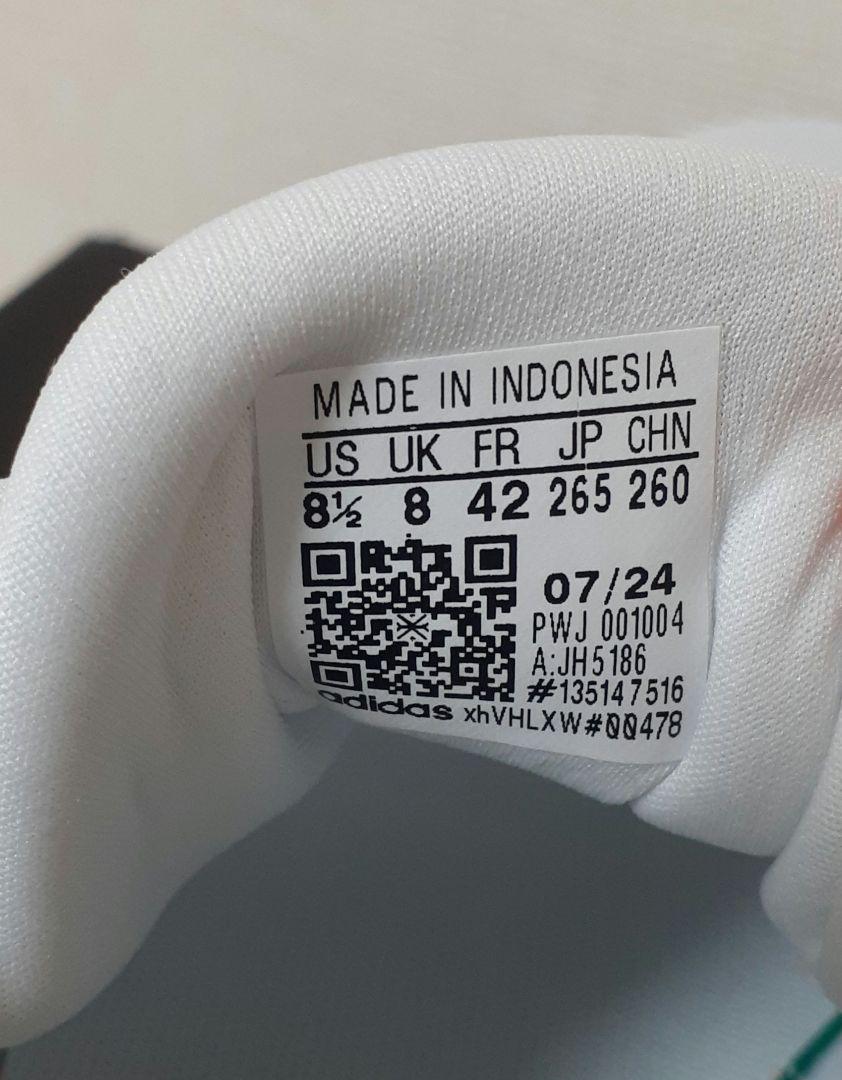 MADE IN INDONESIA
US UK FR JP CHN
8½ 8 42 265 260
07/24
PWJ 001004
A:JH5186
#135147516
adidas xhVHLXW#00478